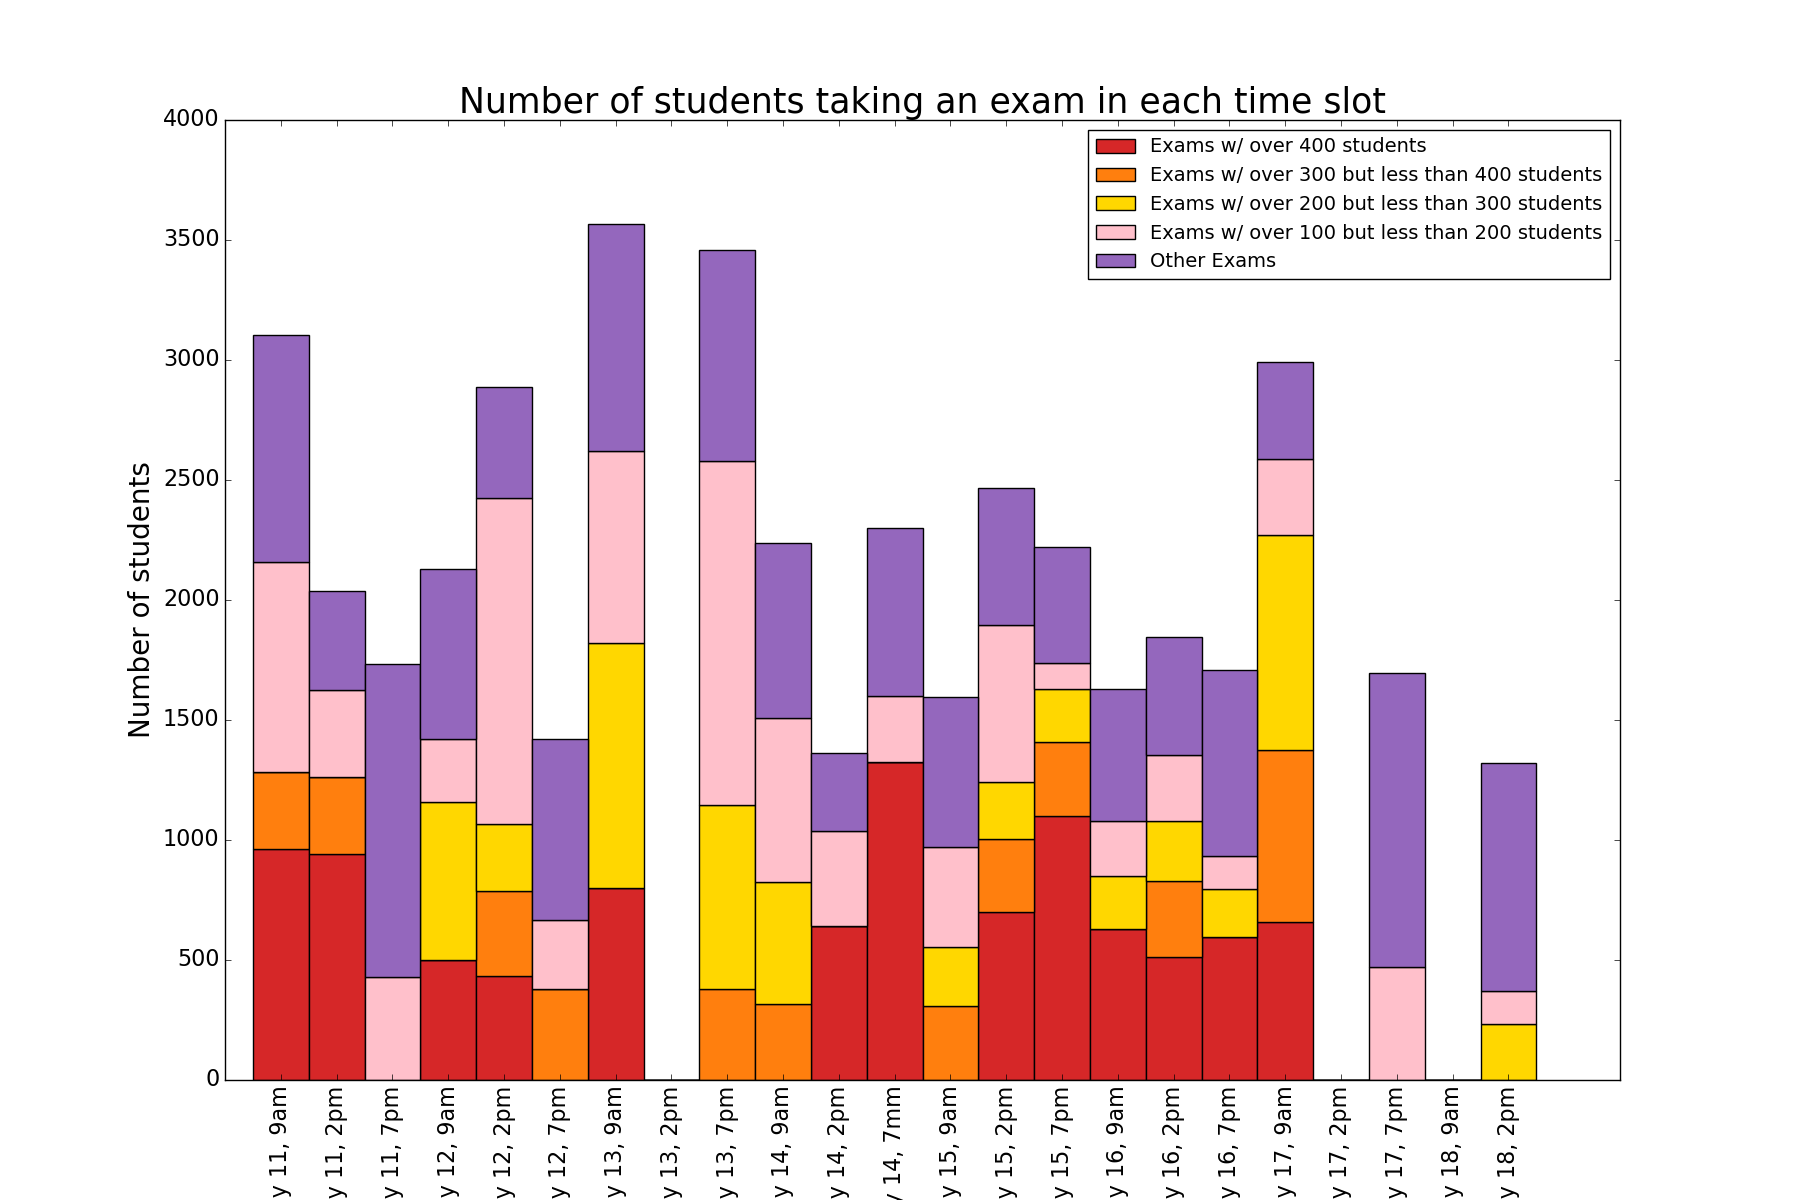 Number of students taking an exam in each time slot
4000
3500
3000
2500
2000
1500
1000
500
0
Number of students
Exams w/ over 400 students
Exams w/ over 300 but less than 400 students
Exams w/ over 200 but less than 300 students
Exams w/ over 100 but less than 200 students
Other Exams
y 11, 9am
y 11, 2pm
y 11, 7pm
y 12, 9am
y 12, 2pm
y 12, 7pm
y 13, 9am
y 13, 2pm
y 13, 7pm
y 14, 9am
y 14, 2pm
y 14, 7mm
y 15, 9am
y 15, 2pm
y 15, 7pm
y 16, 9am
y 16, 2pm
y 16, 7pm
y 17, 9am
y 17, 2pm
y 17, 7pm
y 18, 9am
y 18, 2pm